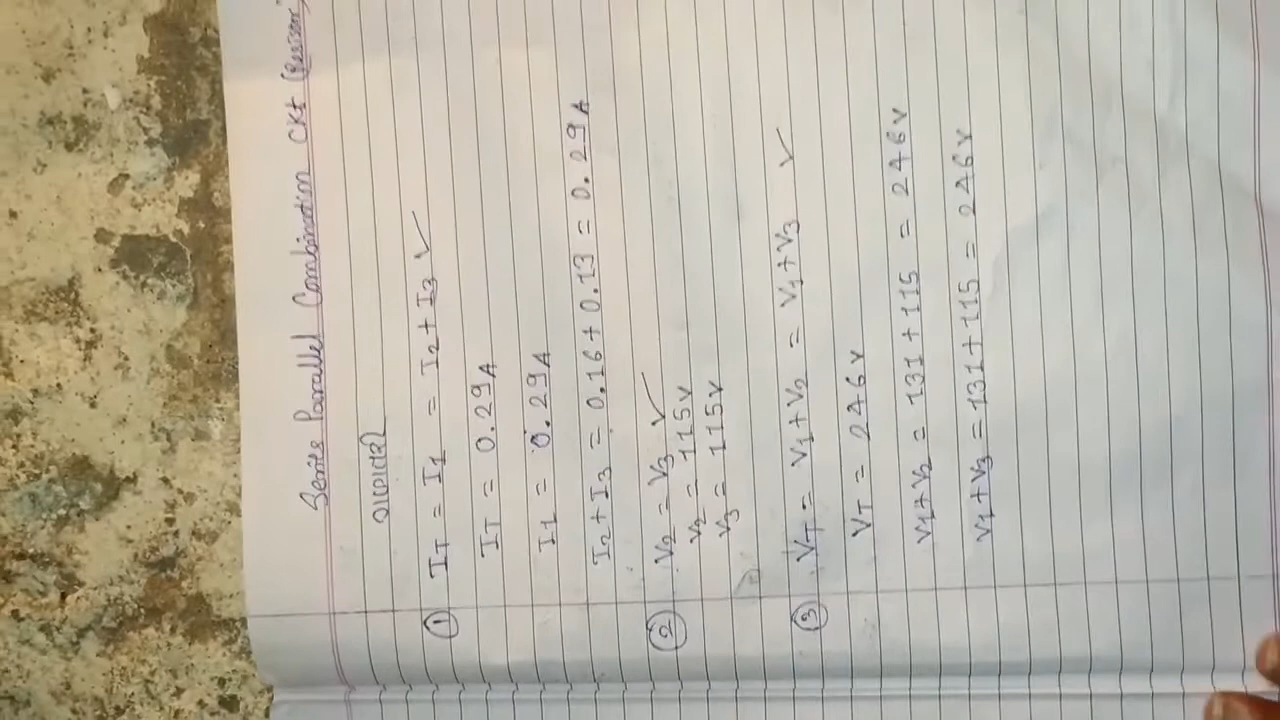 Series Parallel Combination CKt
① IT = I1 = I2+I3 ✓
IT = 0.29A
I1 = 0.29A
I2+I3 = 0.16+0.13 = 0.29A
② V2 = V3 ✓
V2 = 115V
V3 = 115V
③ VT = V1+V2 = V1+V3 ✓
VT = 246V
V1+V2 = 131+115 = 246V
V1+V3 = 131+115 = 246V